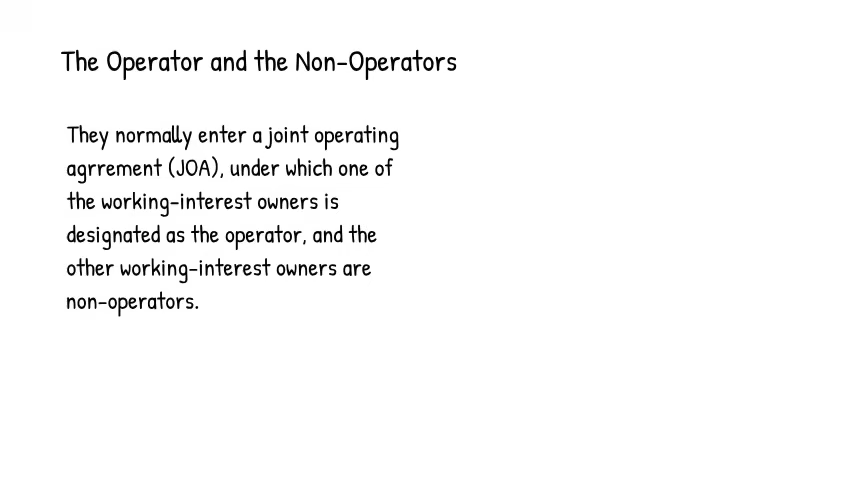 The Operator and the Non-Operators
They normally enter a joint operating
agrrement (JOA), under which one of
the working-interest owners is
designated as the operator, and the
other working-interest owners are
non-operators.